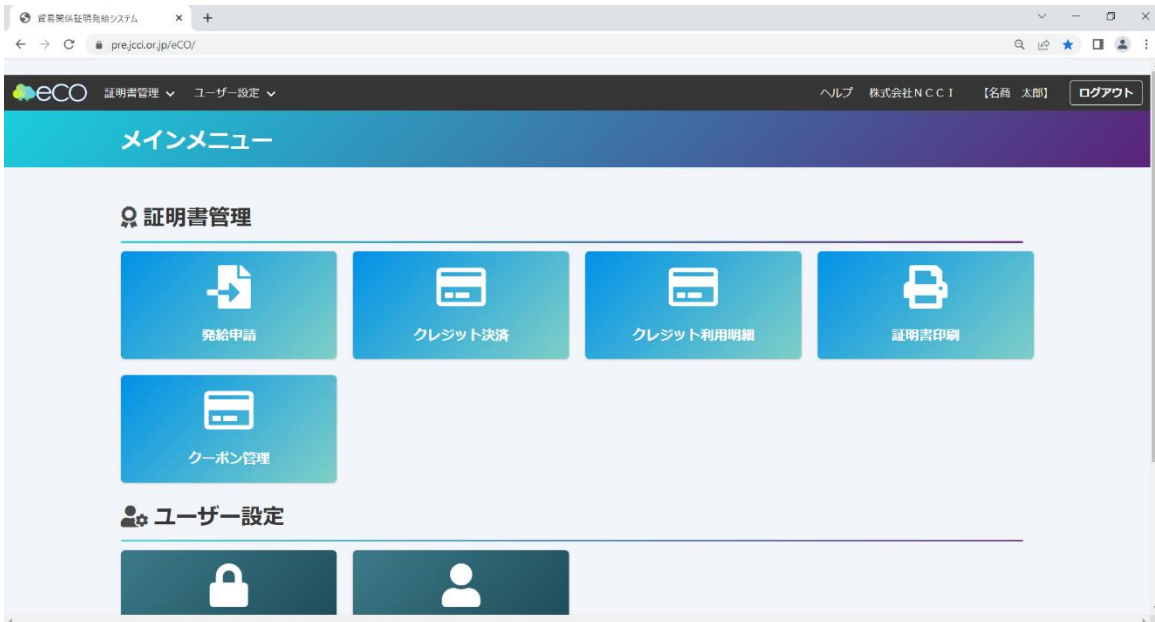 貿易関係証明発給システム
pre.jcci.or.jp/eCO/
eCO 証明書管理 ユーザー設定 ヘルプ 株式会社NCCI 【名商 太郎】 ログアウト
メインメニュー
証明書管理
発給申請 クレジット決済 クレジット利用明細 証明書印刷
クーポン管理
ユーザー設定